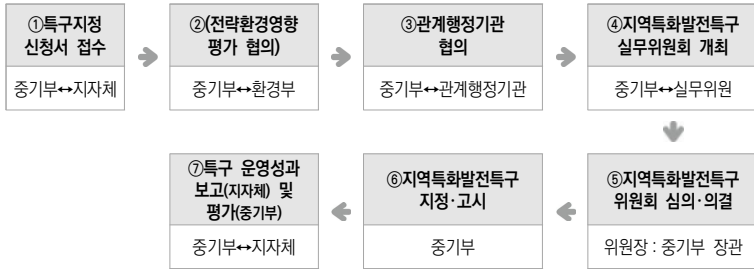 ①특구지정
신청서 접수
중기부↔지자체
②(전략환경영향
평가 협의)
중기부↔환경부
③관계행정기관
협의
중기부↔관계행정기관
④지역특화발전특구
실무위원회 개최
중기부↔실무위원
⑤지역특화발전특구
위원회 심의·의결
위원장 : 중기부 장관
⑥지역특화발전특구
지정·고시
중기부
⑦특구 운영성과
보고(지자체) 및
평가(중기부)
중기부↔지자체